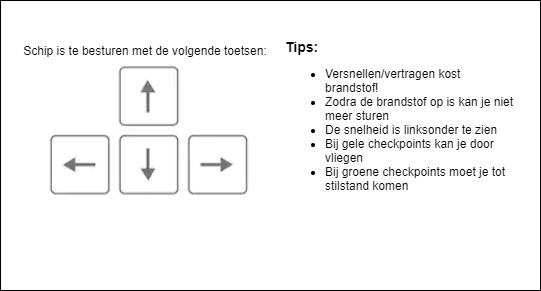 Schip is te besturen met de volgende toetsen:
Tips:
• Versnellen/vertragen kost
brandstof!
• Zodra de brandstof op is kan je niet
meer sturen
• De snelheid is linksonder te zien
• Bij gele checkpoints kan je door
vliegen
• Bij groene checkpoints moet je tot
stilstand komen